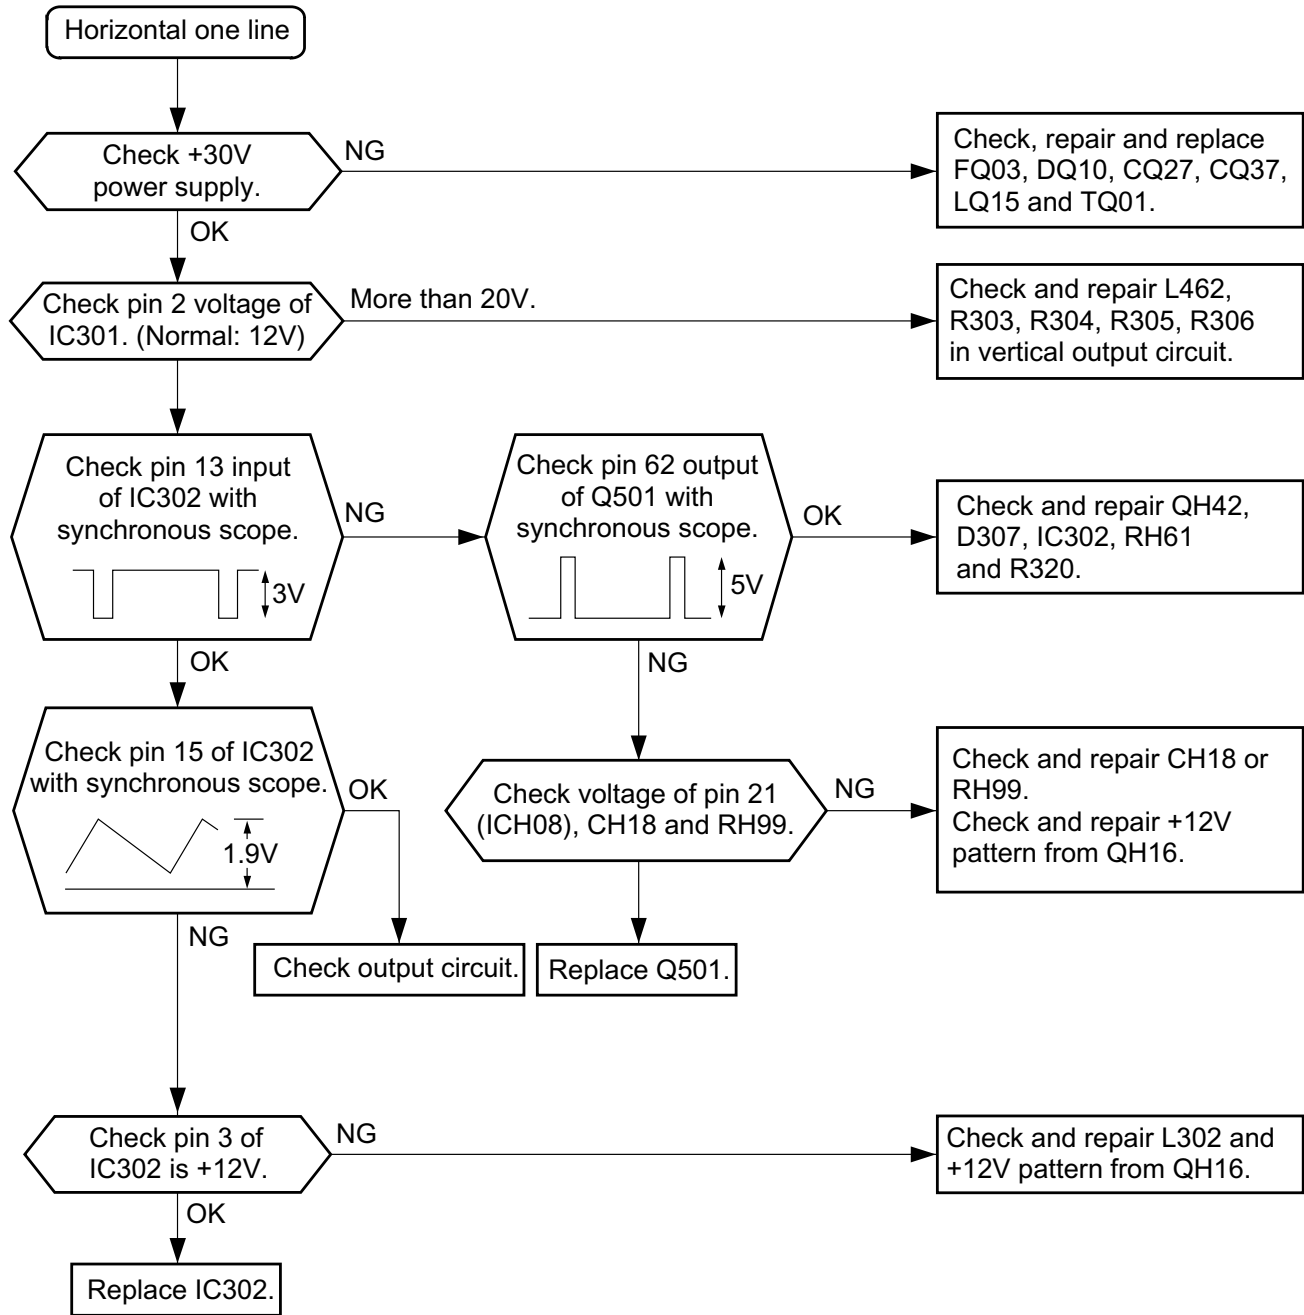 Horizontal one line
Check +30V
power supply.
NG
Check, repair and replace
FQ03, DQ10, CQ27, CQ37,
LQ15 and TQ01.
OK
Check pin 2 voltage of
IC301. (Normal: 12V)
More than 20V.
Check and repair L462,
R303, R304, R305, R306
in vertical output circuit.
Check pin 13 input
of IC302 with
synchronous scope.
3V
NG
Check pin 62 output
of Q501 with
synchronous scope.
5V
OK
Check and repair QH42,
D307, IC302, RH61
and R320.
OK
NG
Check pin 15 of IC302
with synchronous scope.
1.9V
OK
Check voltage of pin 21
(ICH08), CH18 and RH99.
NG
Check and repair CH18 or
RH99.
Check and repair +12V
pattern from QH16.
NG
Check output circuit.
Replace Q501.
Check pin 3 of
IC302 is +12V.
NG
Check and repair L302 and
+12V pattern from QH16.
OK
Replace IC302.